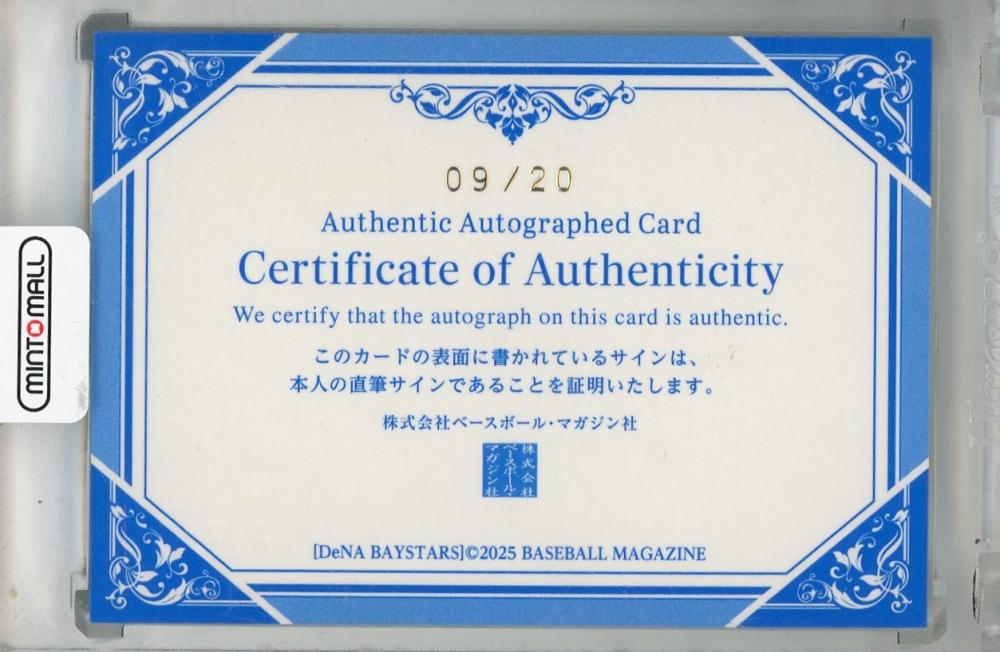 09/20
Authentic Autographed Card
Certificate of Authenticity
We certify that the autograph on this card is authentic.
このカードの表面に書かれているサインは、
本人の直筆サインであることを証明いたします。
株式会社ベースボール・マガジン社
株式会社
ベースボール・
マガジン社
[DeNA BAYSTARS]©2025 BASEBALL MAGAZINE
MINTOMALL